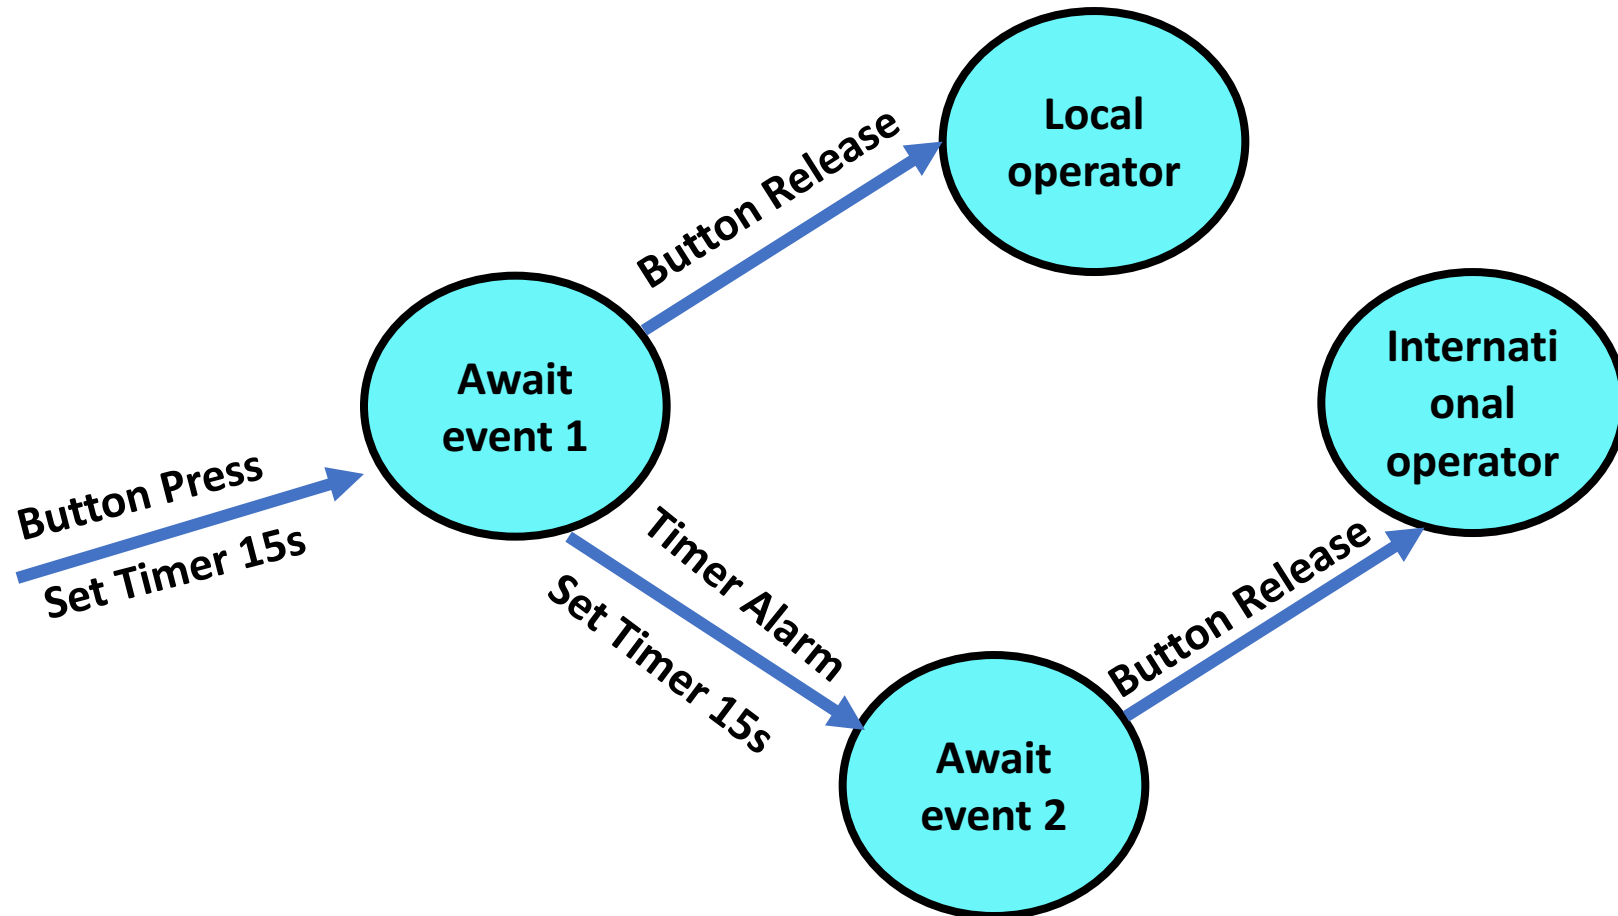 Local
operator
Button Release
Await
event 1
Internati
onal
operator
Button Press
Set Timer 15s
Timer Alarm
Set Timer 15s
Button Release
Await
event 2